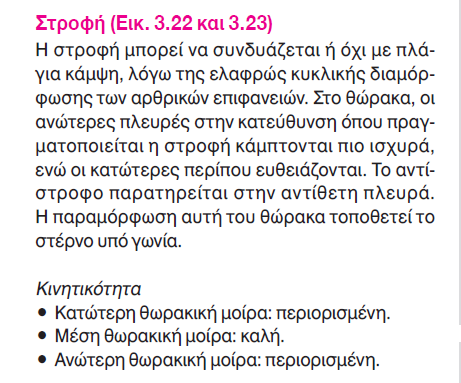 Στροφή (Εικ. 3.22 και 3.23)
Η στροφή μπορεί να συνδυάζεται ή όχι με πλά-
για κάμψη, λόγω της ελαφρώς κυκλικής διαμόρ-
φωσης των αρθρικών επιφανειών. Στο θώρακα, οι
ανώτερες πλευρές στην κατεύθυνση όπου πραγ-
ματοποιείται η στροφή κάμπτονται πιο ισχυρά,
ενώ οι κατώτερες περίπου ευθειάζονται. Το αντί-
στροφο παρατηρείται στην αντίθετη πλευρά.
Η παραμόρφωση αυτή του θώρακα τοποθετεί το
στέρνο υπό γωνία.
Κινητικότητα
• Κατώτερη θωρακική μοίρα: περιορισμένη.
• Μέση θωρακική μοίρα: καλή.
• Ανώτερη θωρακική μοίρα: περιορισμένη.